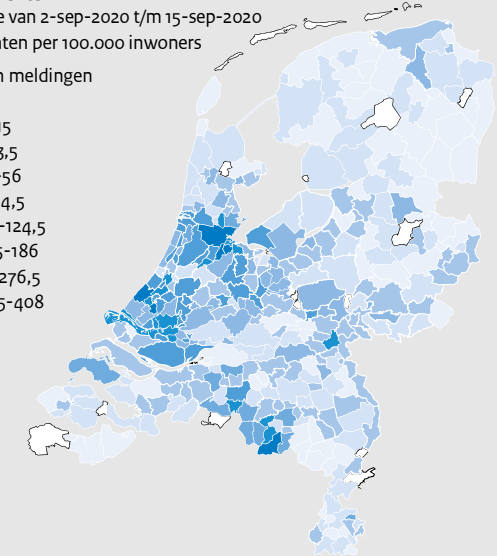 e van 2-sep-2020 t/m 15-sep-2020
nten per 100.000 inwoners
n meldingen
15
3,5
-56
4,5
-124,5
5-186
276,5
5-408